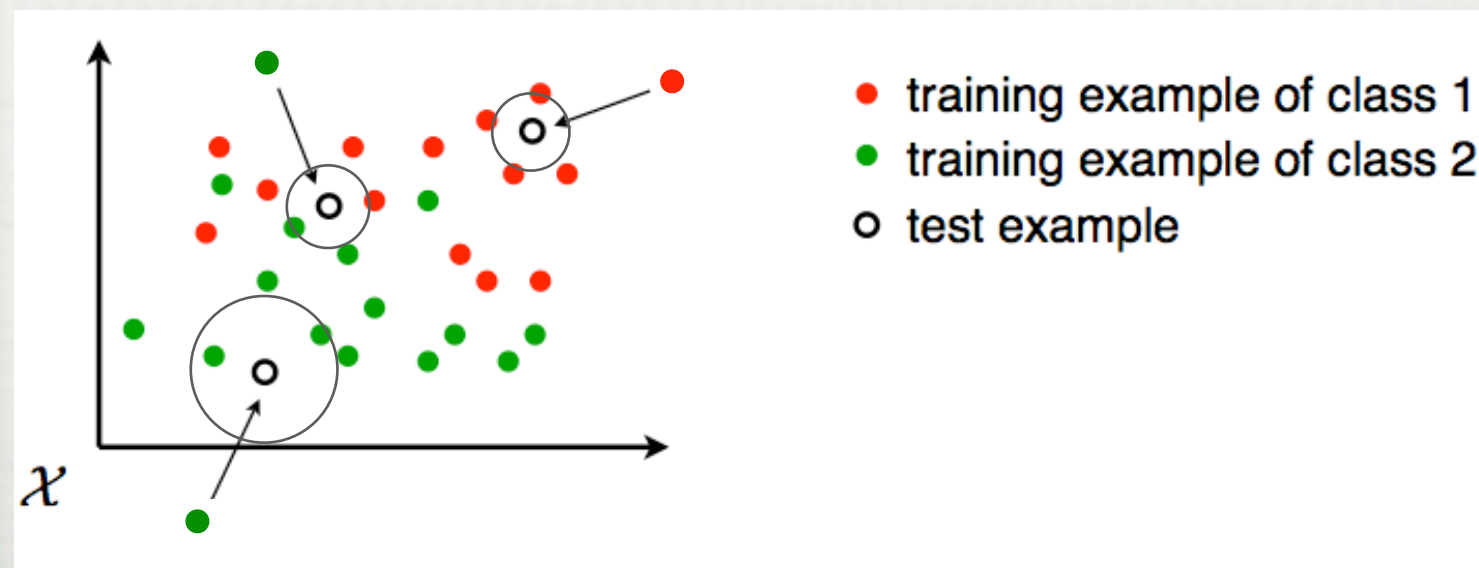 training example of class 1
training example of class 2
test example
𝒳